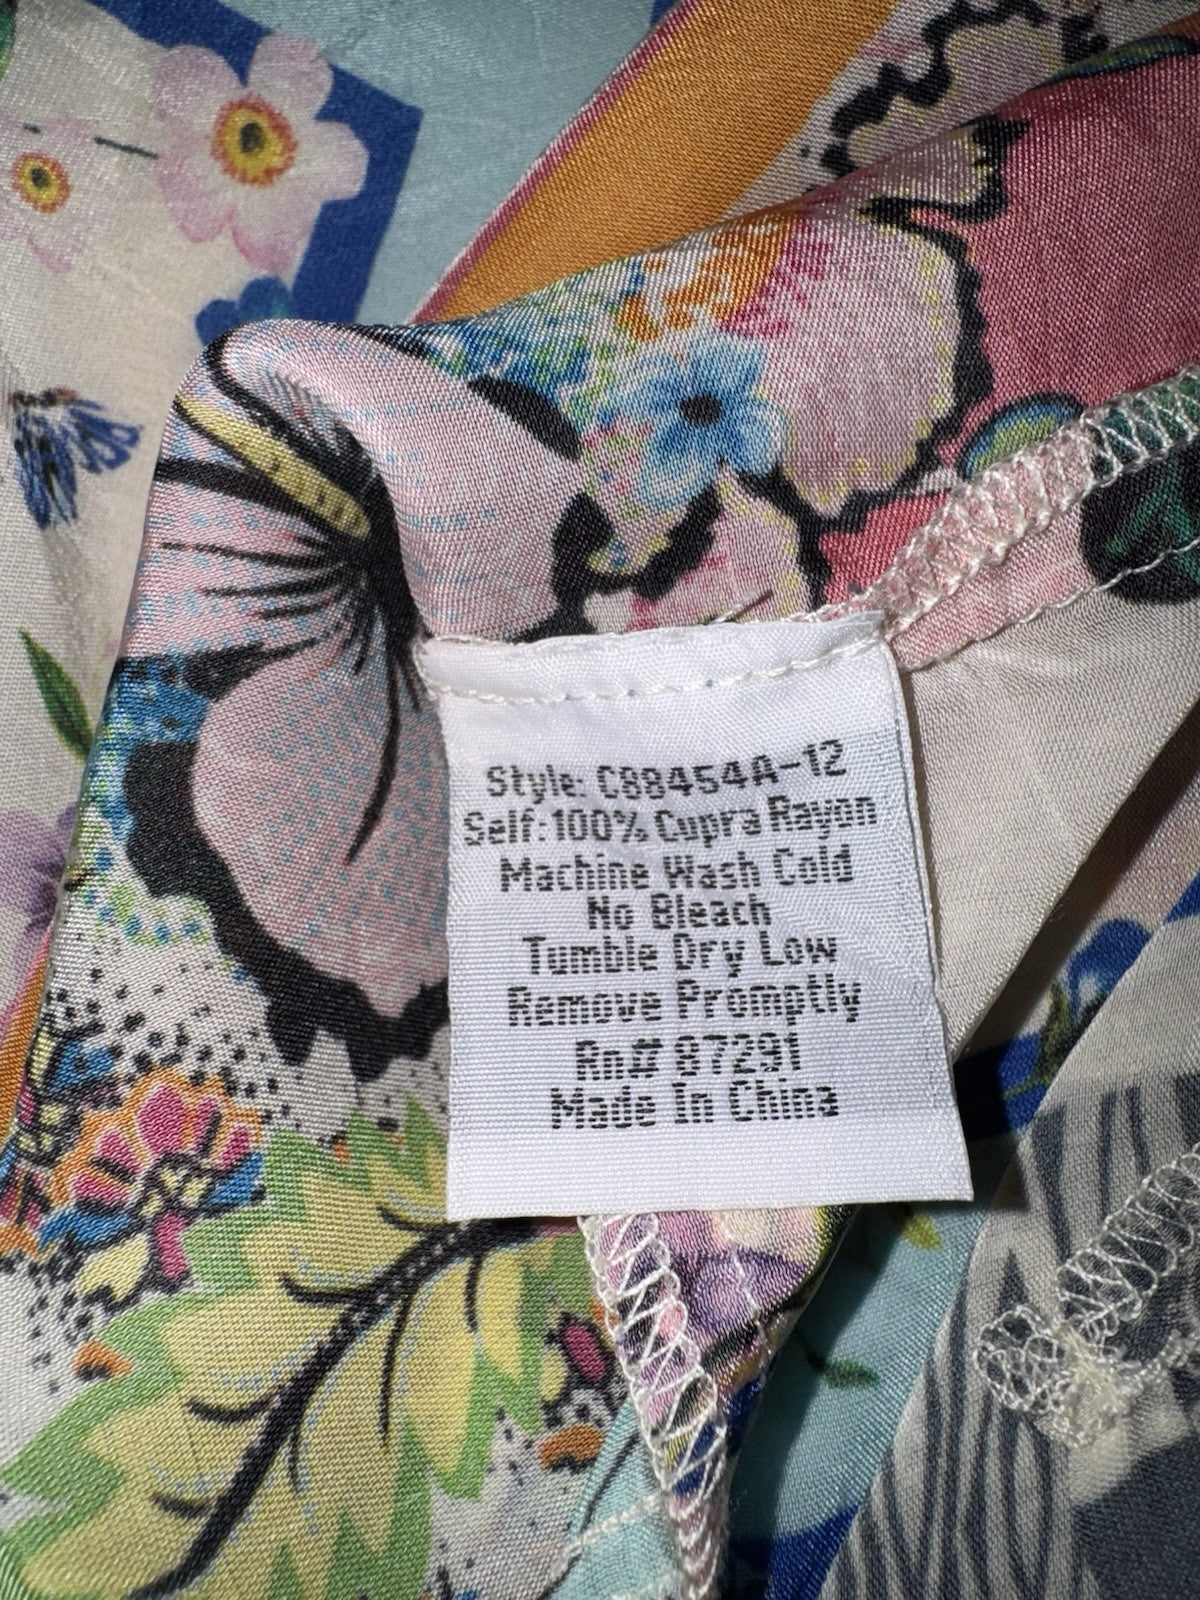 Style: C88454A-12
Self:100% Cupra Rayon
Machine Wash Cold
No Bleach
Tumble Dry Low
Remove Promptly
Rn# 87291
Made In China